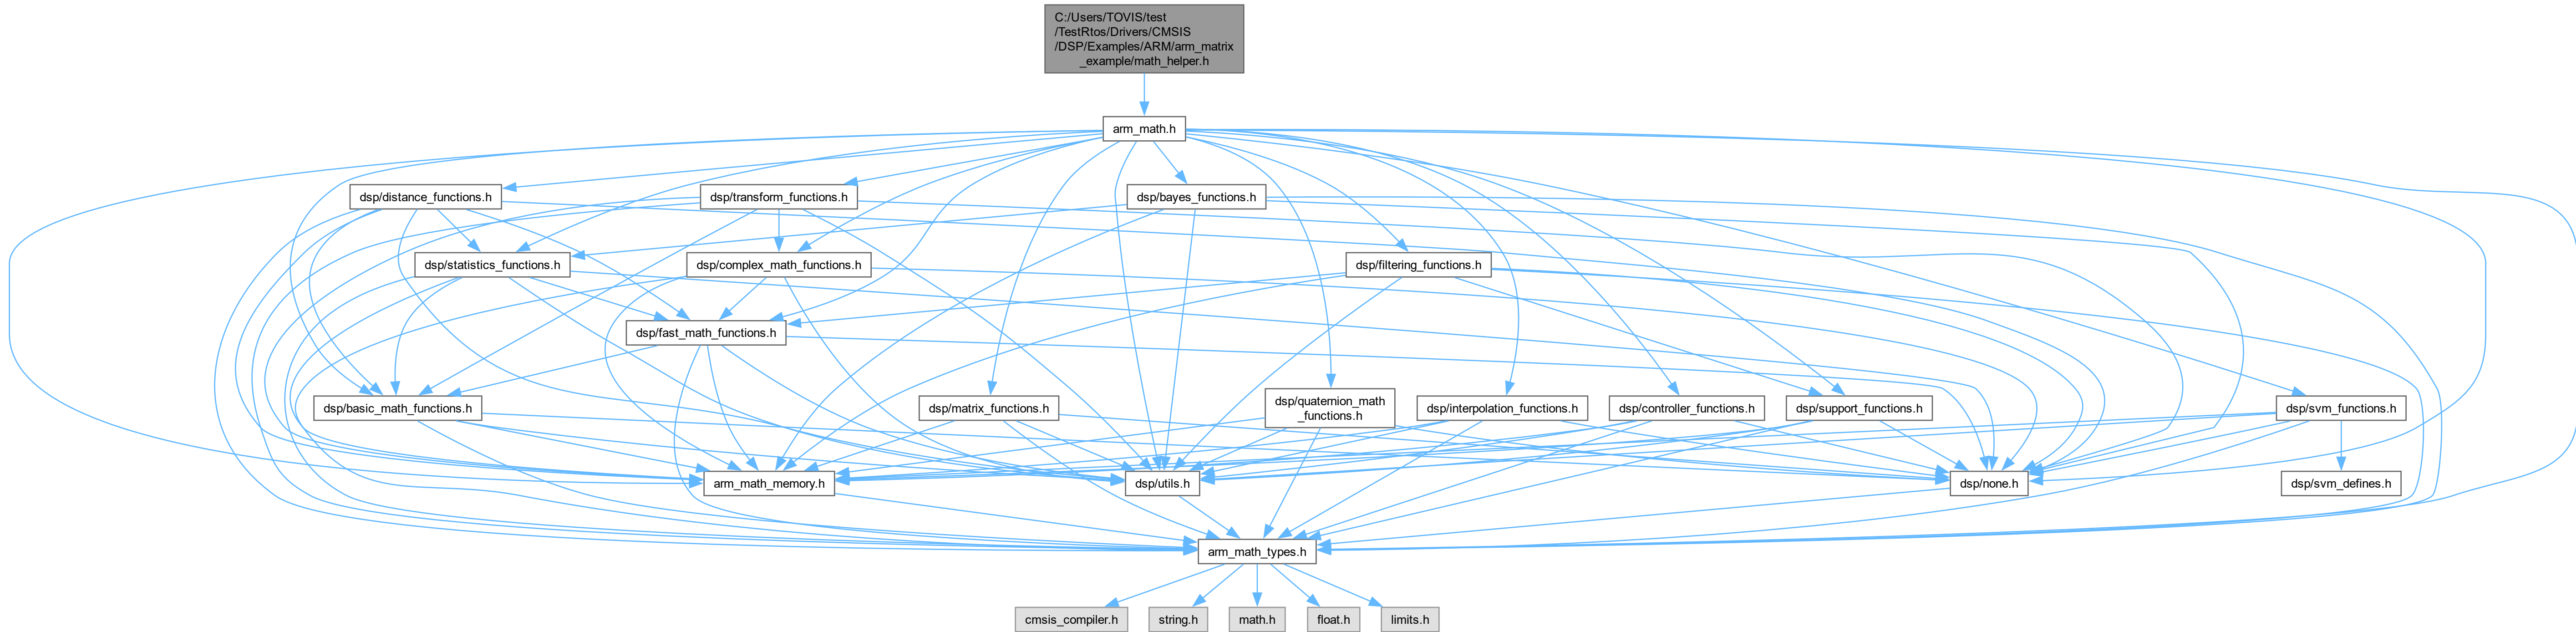 C:/Users/TOVIS/test
/TestRtos/Drivers/CMSIS
/DSP/Examples/ARM/arm_matrix
_example/math_helper.h
arm_math.h
dsp/distance_functions.h
dsp/transform_functions.h
dsp/bayes_functions.h
dsp/statistics_functions.h
dsp/complex_math_functions.h
dsp/filtering_functions.h
dsp/fast_math_functions.h
dsp/basic_math_functions.h
dsp/matrix_functions.h
dsp/quaternion_math
_functions.h
dsp/interpolation_functions.h
dsp/controller_functions.h
dsp/support_functions.h
dsp/svm_functions.h
arm_math_memory.h
dsp/utils.h
dsp/none.h
dsp/svm_defines.h
arm_math_types.h
cmsis_compiler.h
string.h
math.h
float.h
limits.h